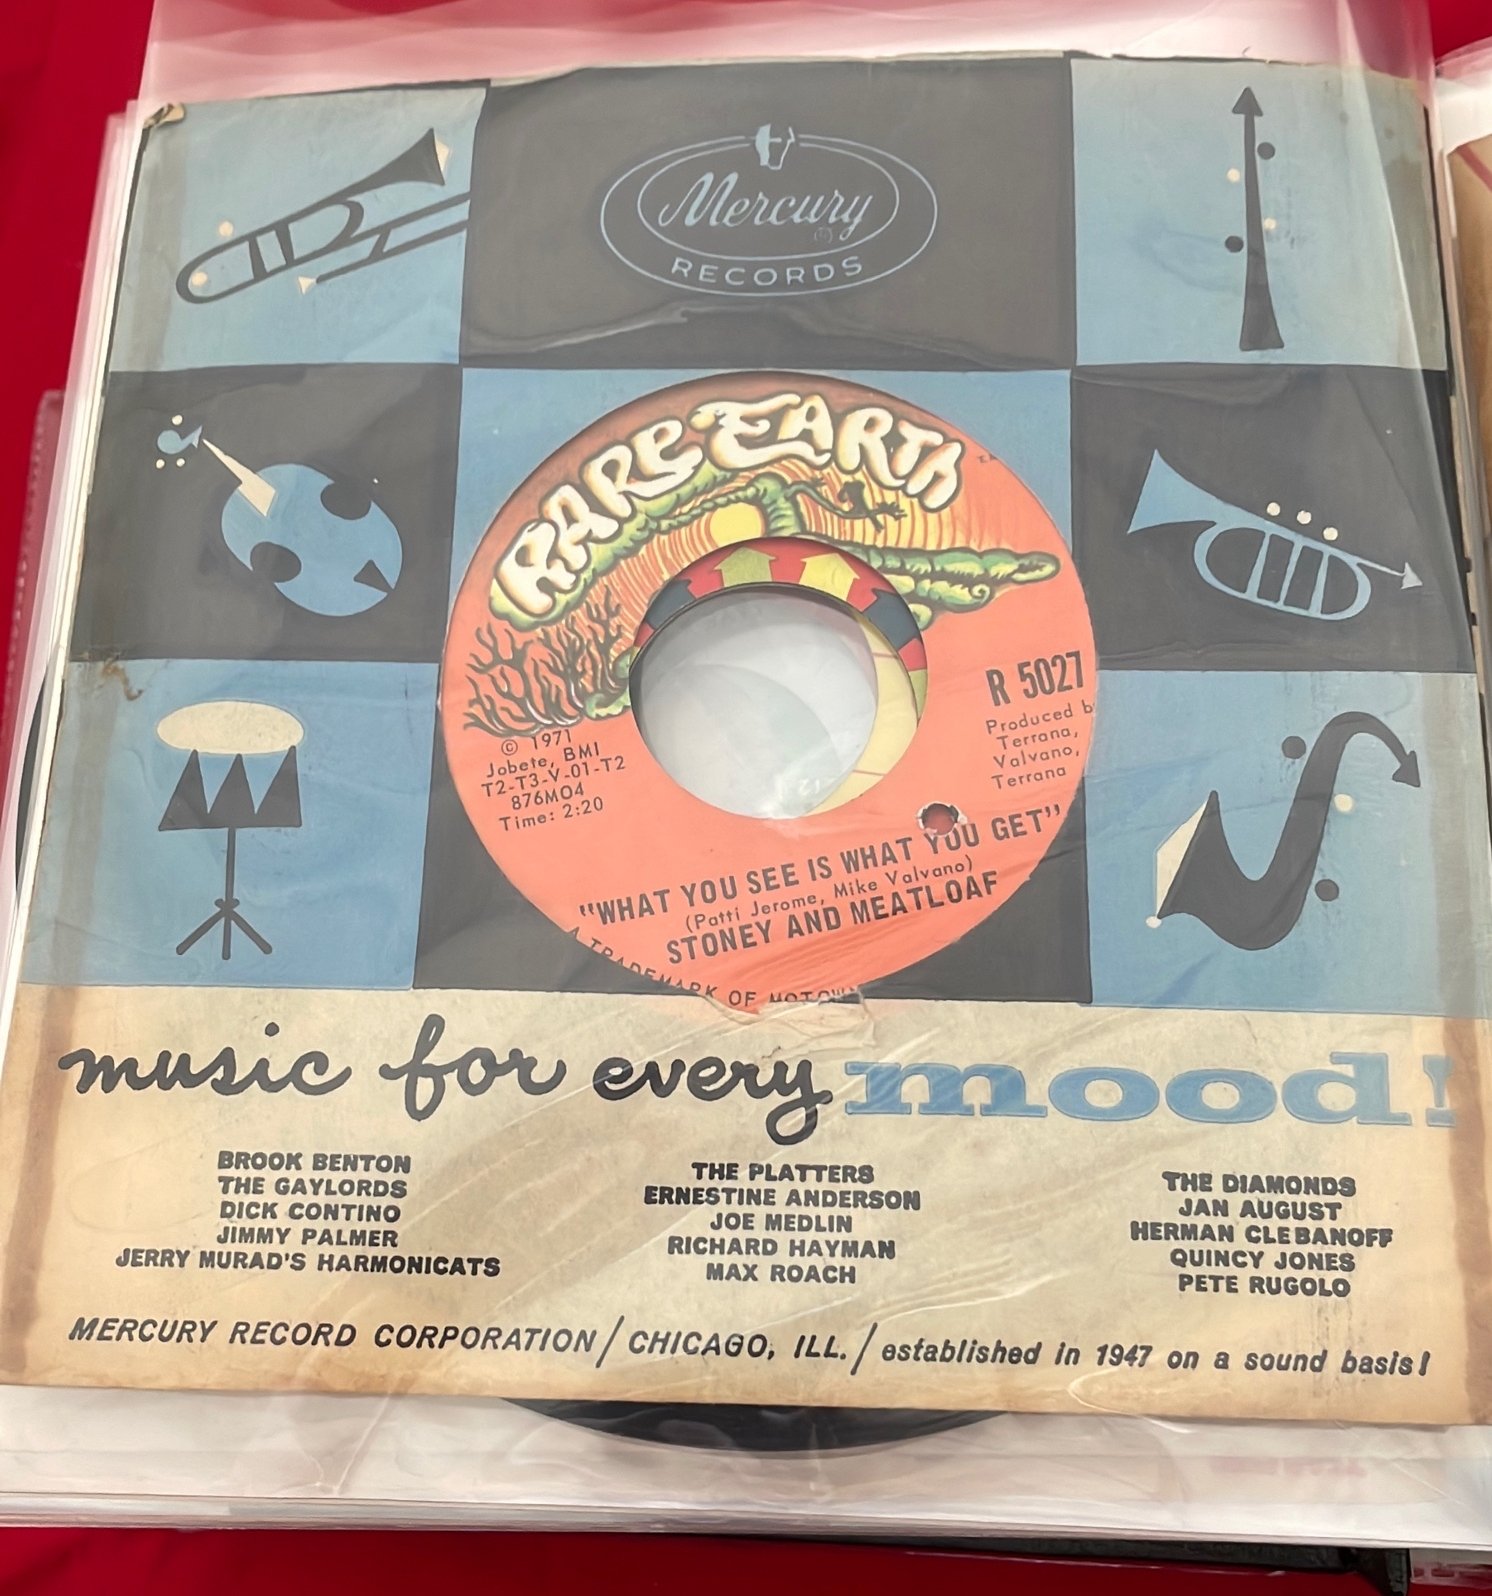 Mercury
RECORDS
RARE EARTH
R 5027
Produced b
Terrana,
Valvano,
Terrana
© 1971
Jobete, BMI
T2-T3-V-01-T2
876MO4
Time: 2:20
"WHAT YOU SEE IS WHAT YOU GET"
(Patti Jerome, Mike Valvano)
STONEY AND MEATLOAF
A TRADEMARK OF MOTOWN
music for every mood!
BROOK BENTON
THE GAYLORDS
DICK CONTINO
JIMMY PALMER
JERRY MURAD'S HARMONICATS
THE PLATTERS
ERNESTINE ANDERSON
JOE MEDLIN
RICHARD HAYMAN
MAX ROACH
THE DIAMONDS
JAN AUGUST
HERMAN CLEBANOFF
QUINCY JONES
PETE RUGOLO
MERCURY RECORD CORPORATION / CHICAGO, ILL. / established in 1947 on a sound basis!